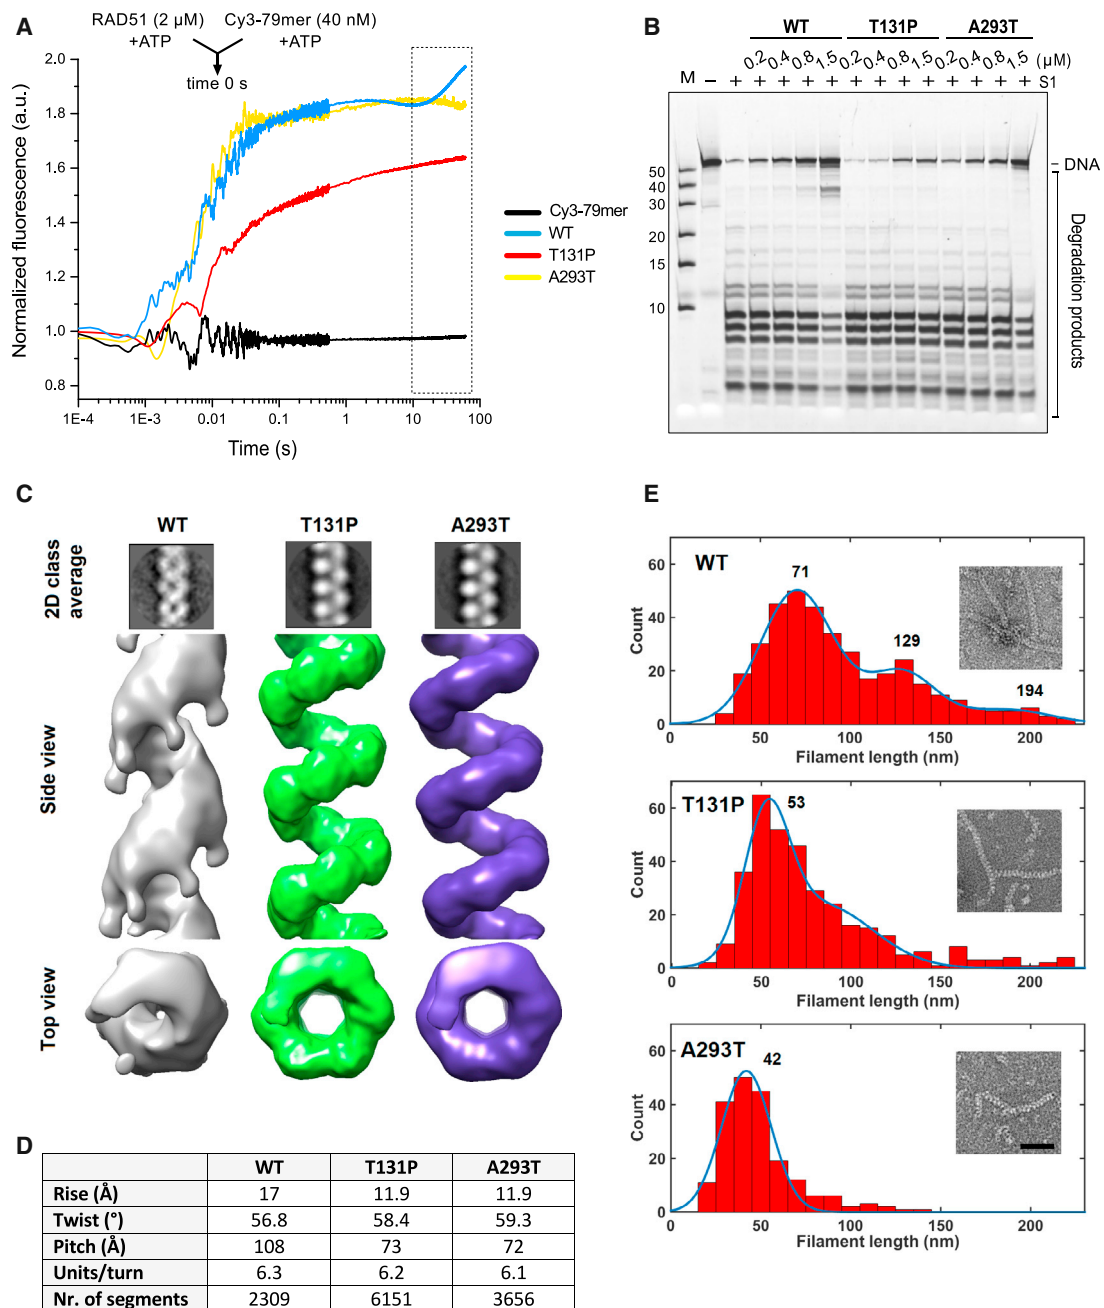 A
RAD51 (2 µM)
+ATP
Cy3-79mer (40 nM)
+ATP
time 0 s
Normalized fluorescence (a.u.)
2.0
1.8
1.6
1.4
1.2
1.0
0.8
1E-4
1E-3
0.01
0.1
1
10
100
Time (s)
Cy3-79mer
WT
T131P
A293T
B
WT T131P A293T
0.2 0.4 0.8 1.5 0.2 0.4 0.8 1.5 0.2 0.4 0.8 1.5 (µM)
M – + + + + + + + + + + + + + S1
50
40
30
20
15
10
DNA
Degradation products
C
WT T131P A293T
2D class average
Side view
Top view
D
WT T131P A293T
Rise (Å) 17 11.9 11.9
Twist (°) 56.8 58.4 59.3
Pitch (Å) 108 73 72
Units/turn 6.3 6.2 6.1
Nr. of segments 2309 6151 3656
E
WT
71
129
194
Count
60
40
20
0
0 50 100 150 200
Filament length (nm)
T131P
53
Count
60
40
20
0
0 50 100 150 200
Filament length (nm)
A293T
42
Count
60
40
20
0
0 50 100 150 200
Filament length (nm)